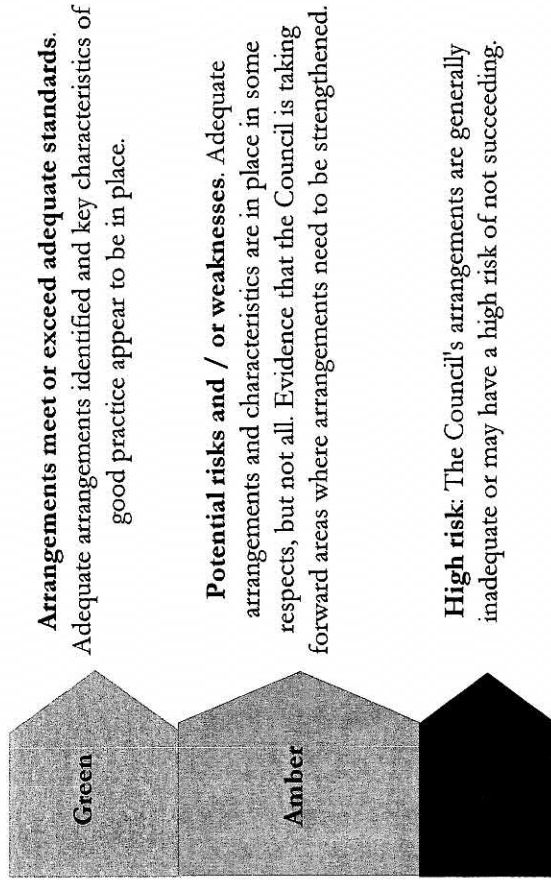 Green
Arrangements meet or exceed adequate standards.
Adequate arrangements identified and key characteristics of
good practice appear to be in place.
Amber
Potential risks and / or weaknesses. Adequate
arrangements and characteristics are in place in some
respects, but not all. Evidence that the Council is taking
forward areas where arrangements need to be strengthened.
High risk: The Council's arrangements are generally
inadequate or may have a high risk of not succeeding.